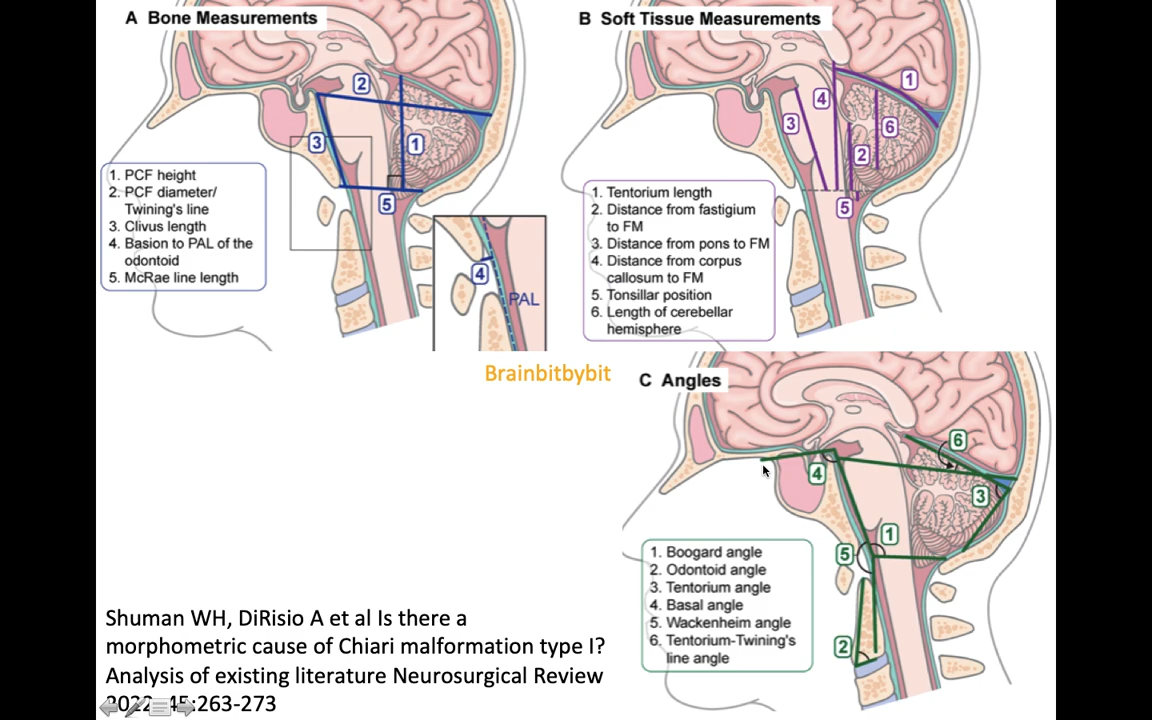 A Bone Measurements
2
1
3
5
1. PCF height
2. PCF diameter/
Twining's line
3. Clivus length
4. Basion to PAL of the
odontoid
5. McRae line length
4
PAL
B Soft Tissue Measurements
1
4
3
6
2
5
1. Tentorium length
2. Distance from fastigium
to FM
3. Distance from pons to FM
4. Distance from corpus
callosum to FM
5. Tonsillar position
6. Length of cerebellar
hemisphere
Brainbitbybit
C Angles
6
4
3
1
5
2
1. Boogard angle
2. Odontoid angle
3. Tentorium angle
4. Basal angle
5. Wackenheim angle
6. Tentorium-Twining's
line angle
Shuman WH, DiRisio A et al Is there a
morphometric cause of Chiari malformation type I?
Analysis of existing literature Neurosurgical Review
2022 45:263-273